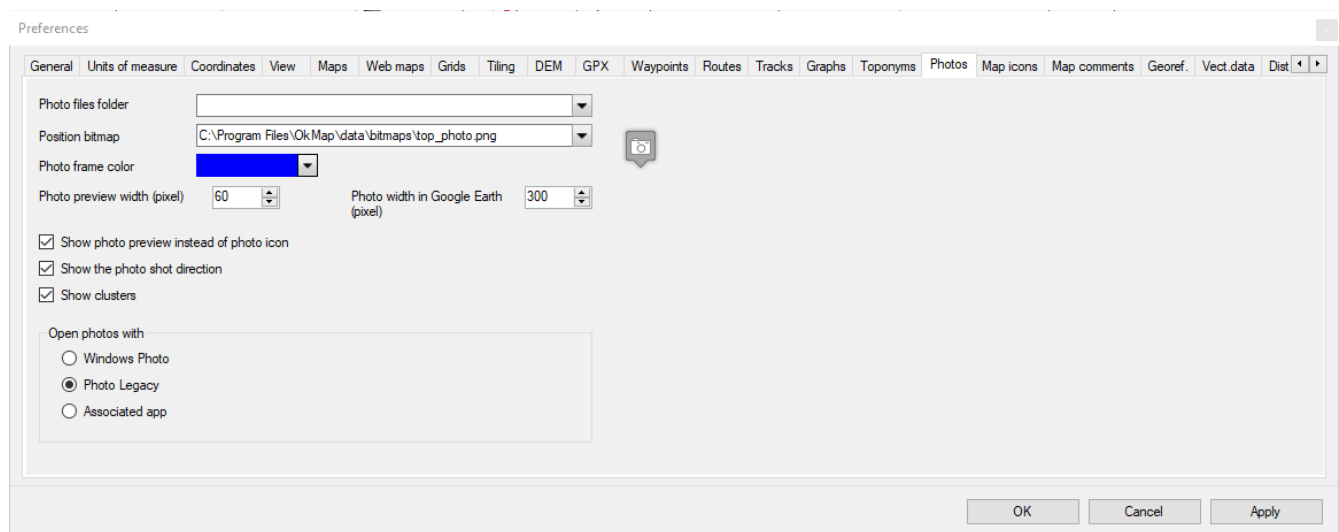 Preferences
General Units of measure Coordinates View Maps Web maps Grids Tiling DEM GPX Waypoints Routes Tracks Graphs Toponyms Photos Map icons Map comments Georef. Vect.data Dist
Photo files folder
Position bitmap C:\Program Files\OkMap\data\bitmaps\top_photo.png
Photo frame color
Photo preview width (pixel) 60 Photo width in Google Earth 300
(pixel)
Show photo preview instead of photo icon
Show the photo shot direction
Show clusters
Open photos with
Windows Photo
Photo Legacy
Associated app
OK Cancel Apply